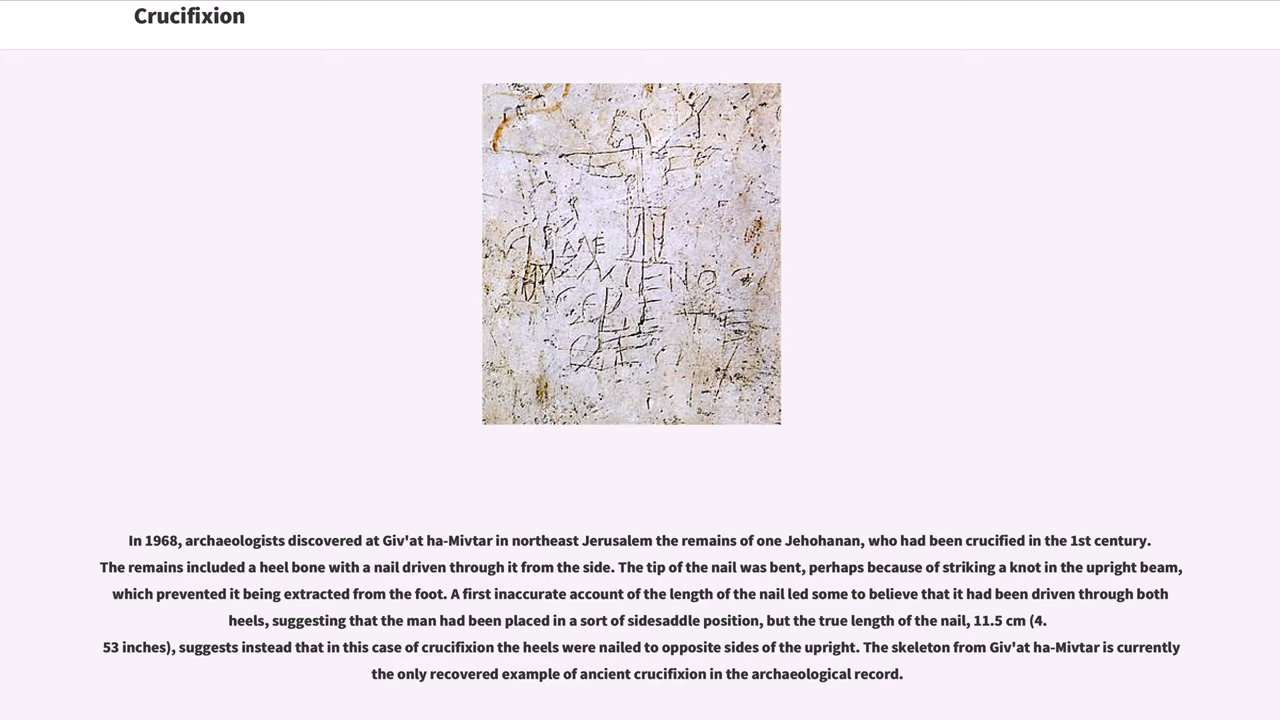 Crucifixion
In 1968, archaeologists discovered at Giv'at ha-Mivtar in northeast Jerusalem the remains of one Jehohanan, who had been crucified in the 1st century.
The remains included a heel bone with a nail driven through it from the side. The tip of the nail was bent, perhaps because of striking a knot in the upright beam,
which prevented it being extracted from the foot. A first inaccurate account of the length of the nail led some to believe that it had been driven through both
heels, suggesting that the man had been placed in a sort of sidesaddle position, but the true length of the nail, 11.5 cm (4.
53 inches), suggests instead that in this case of crucifixion the heels were nailed to opposite sides of the upright. The skeleton from Giv'at ha-Mivtar is currently
the only recovered example of ancient crucifixion in the archaeological record.